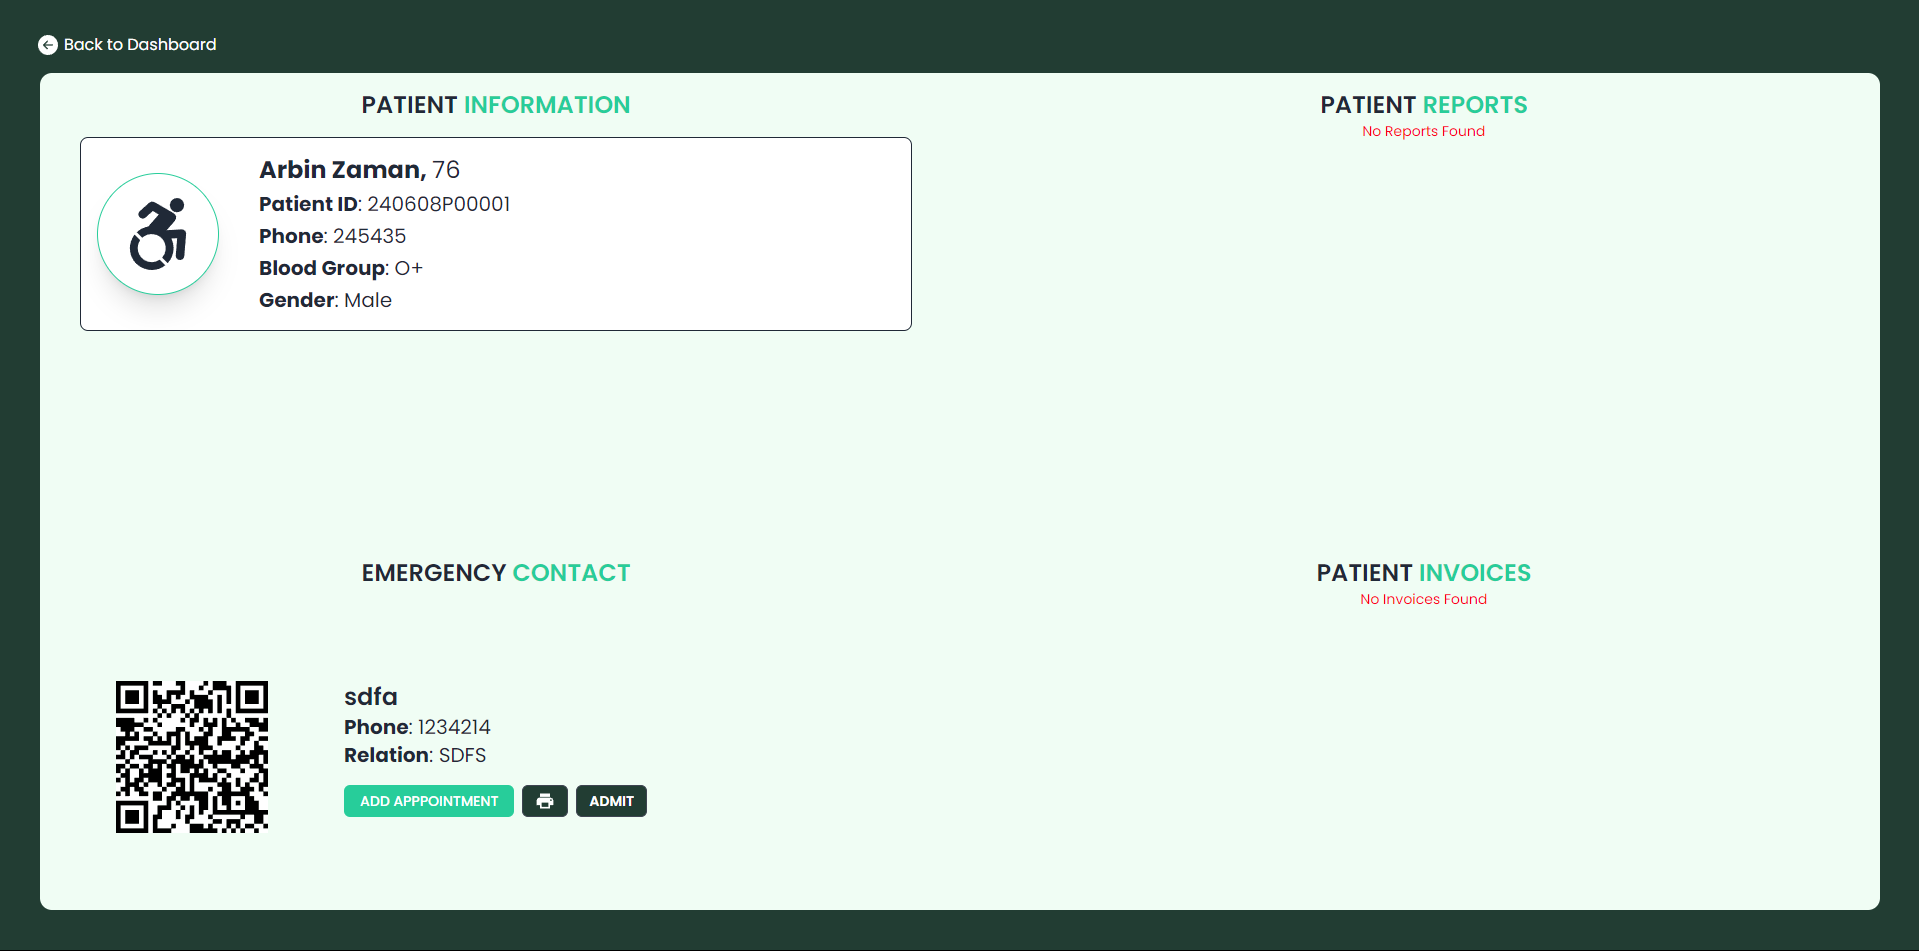 Back to Dashboard
PATIENT INFORMATION
Arbin Zaman, 76
Patient ID: 240608P00001
Phone: 245435
Blood Group: O+
Gender: Male
PATIENT REPORTS
No Reports Found
EMERGENCY CONTACT
sdfa
Phone: 1234214
Relation: SDFS
ADD APPPOINTMENT
ADMIT
PATIENT INVOICES
No Invoices Found